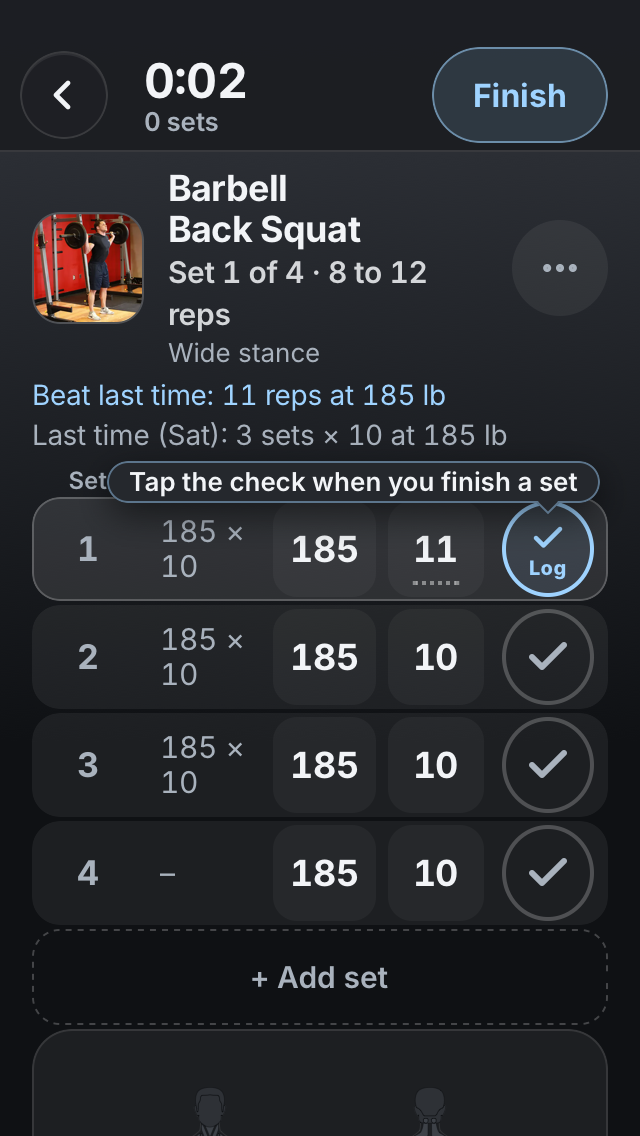 0:02
0 sets
Finish
Barbell
Back Squat
Set 1 of 4 · 8 to 12
reps
Wide stance
Beat last time: 11 reps at 185 lb
Last time (Sat): 3 sets × 10 at 185 lb
Set
Tap the check when you finish a set
1 185 × 10 185 11 Log
2 185 × 10 185 10
3 185 × 10 185 10
4 – 185 10
+ Add set